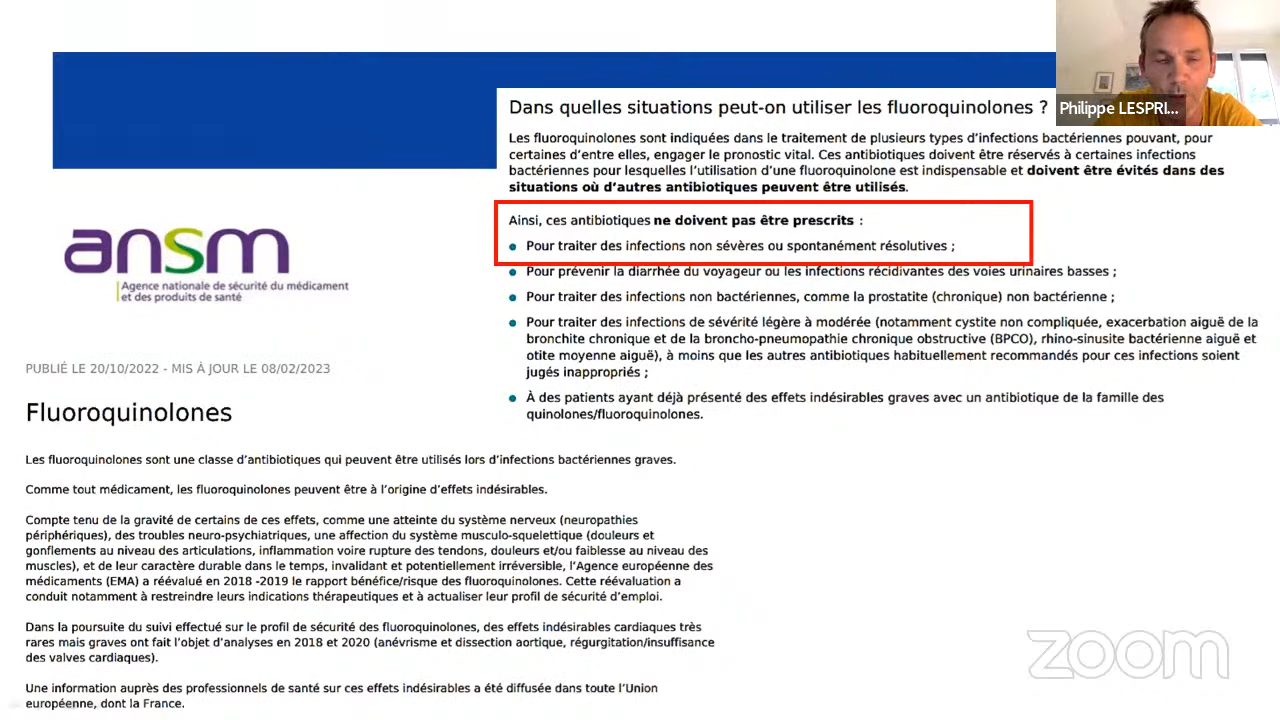 Philippe LESPRI...
Dans quelles situations peut-on utiliser les fluoroquinolones ?
Les fluoroquinolones sont indiquées dans le traitement de plusieurs types d’infections bactériennes pouvant, pour
certaines d’entre elles, engager le pronostic vital. Ces antibiotiques doivent être réservés à certaines infections
bactériennes pour lesquelles l’utilisation d’une fluoroquinolone est indispensable et doivent être évités dans des
situations où d’autres antibiotiques peuvent être utilisés.
Ainsi, ces antibiotiques ne doivent pas être prescrits :
Pour traiter des infections non sévères ou spontanément résolutives ;
Pour prévenir la diarrhée du voyageur ou les infections récidivantes des voies urinaires basses ;
Pour traiter des infections non bactériennes, comme la prostatite (chronique) non bactérienne ;
Pour traiter des infections de sévérité légère à modérée (notamment cystite non compliquée, exacerbation aiguë de la
bronchite chronique et de la broncho-pneumopathie chronique obstructive (BPCO), rhino-sinusite bactérienne aiguë et
otite moyenne aiguë), à moins que les autres antibiotiques habituellement recommandés pour ces infections soient
jugés inappropriés ;
À des patients ayant déjà présenté des effets indésirables graves avec un antibiotique de la famille des
quinolones/fluoroquinolones.
ansm
Agence nationale de sécurité du médicament
et des produits de santé
PUBLIÉ LE 20/10/2022 - MIS À JOUR LE 08/02/2023
Fluoroquinolones
Les fluoroquinolones sont une classe d’antibiotiques qui peuvent être utilisés lors d’infections bactériennes graves.
Comme tout médicament, les fluoroquinolones peuvent être à l’origine d’effets indésirables.
Compte tenu de la gravité de certains de ces effets, comme une atteinte du système nerveux (neuropathies
périphériques), des troubles neuro-psychiatriques, une affection du système musculo-squelettique (douleurs et
gonflements au niveau des articulations, inflammation voire rupture des tendons, douleurs et/ou faiblesse au niveau des
muscles), et de leur caractère durable dans le temps, invalidant et potentiellement irréversible, l’Agence européenne des
médicaments (EMA) a réévalué en 2018 -2019 le rapport bénéfice/risque des fluoroquinolones. Cette réévaluation a
conduit notamment à restreindre leurs indications thérapeutiques et à actualiser leur profil de sécurité d’emploi.
Dans la poursuite du suivi effectué sur le profil de sécurité des fluoroquinolones, des effets indésirables cardiaques très
rares mais graves ont fait l’objet d’analyses en 2018 et 2020 (anévrisme et dissection aortique, régurgitation/insuffisance
des valves cardiaques).
Une information auprès des professionnels de santé sur ces effets indésirables a été diffusée dans toute l’Union
européenne, dont la France.
zoom